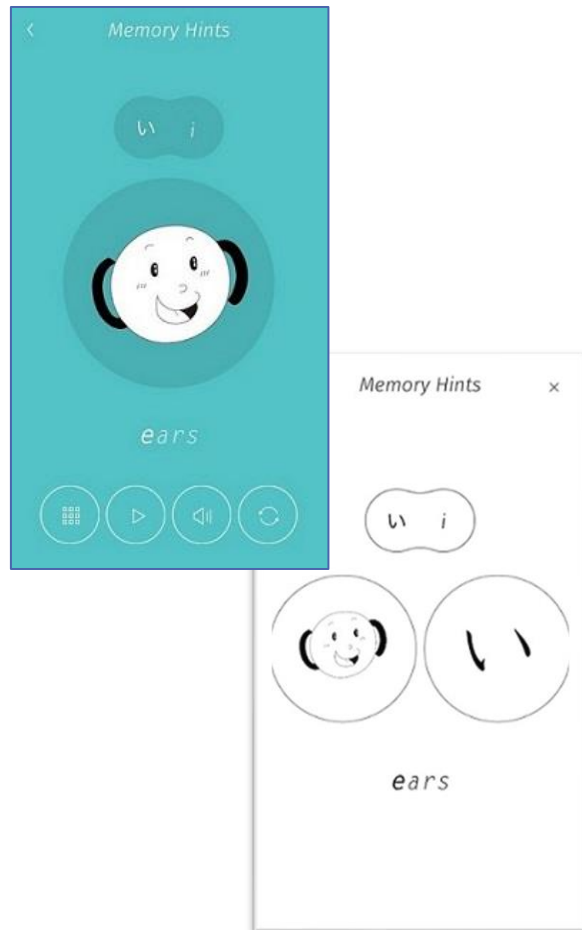 Memory Hints
い i
ears
Memory Hints ×
い i
い
ears